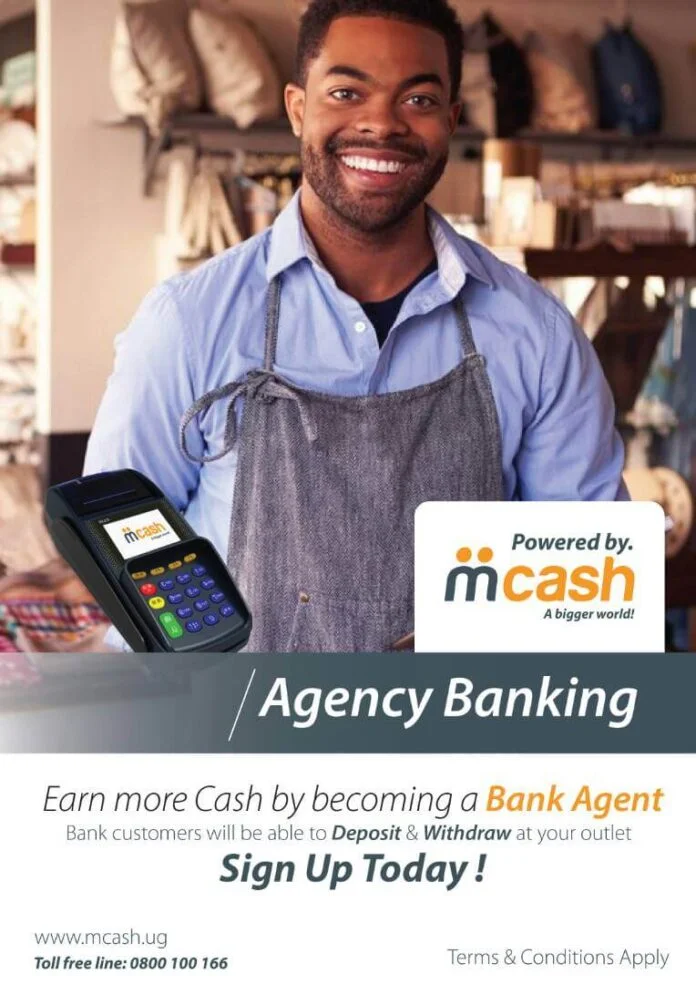 mcash
Powered by.
mcash
A bigger world!
Agency Banking
Earn more Cash by becoming a Bank Agent
Bank customers will be able to Deposit & Withdraw at your outlet
Sign Up Today !
www.mcash.ug
Toll free line: 0800 100 166
Terms & Conditions Apply